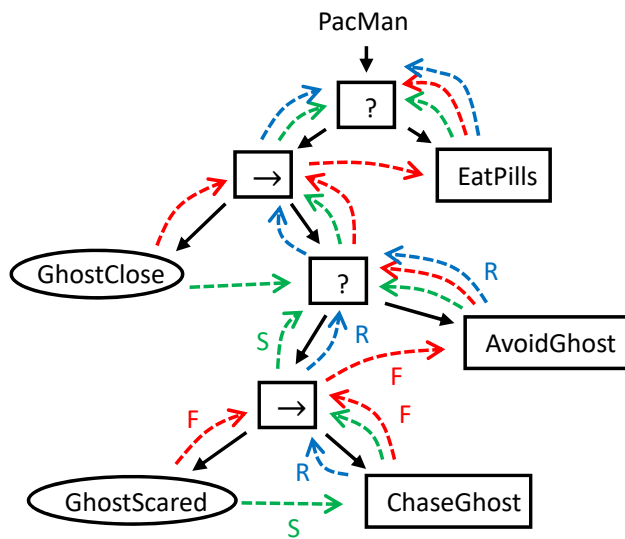 PacMan
?
→
EatPills
GhostClose
?
R
S
R
AvoidGhost
F
→
F
F
R
GhostScared
ChaseGhost
S